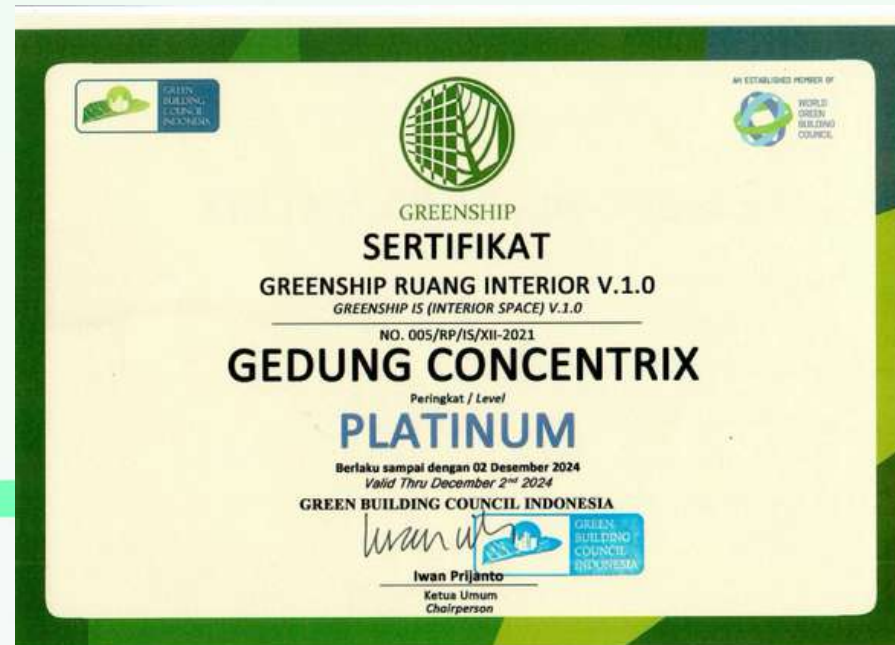 GREEN
BUILDING
COUNCIL
INDONESIA
AN ESTABLISHED MEMBER OF
WORLD
GREEN
BUILDING
COUNCIL
GREENSHIP
SERTIFIKAT
GREENSHIP RUANG INTERIOR V.1.0
GREENSHIP IS (INTERIOR SPACE) V.1.0
NO. 005/RP/IS/XII-2021
GEDUNG CONCENTRIX
Peringkat / Level
PLATINUM
Berlaku sampai dengan 02 Desember 2024
Valid Thru December 2nd 2024
GREEN BUILDING COUNCIL INDONESIA
GREEN
BUILDING
COUNCIL
INDONESIA
Iwan Prijanto
Ketua Umum
Chairperson